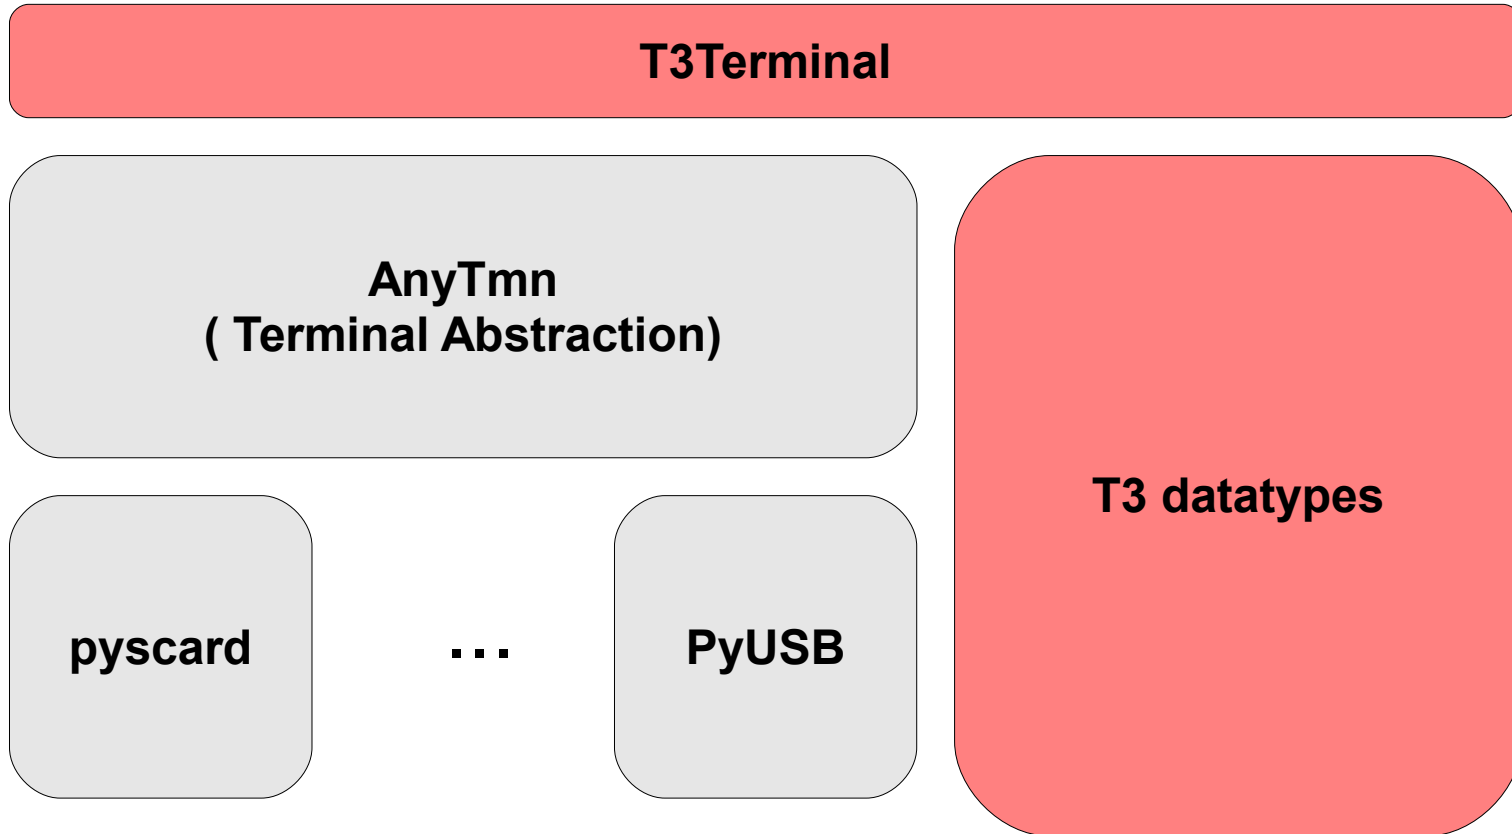 T3Terminal
AnyTmn
( Terminal Abstraction)
T3 datatypes
pyscard
...
PyUSB